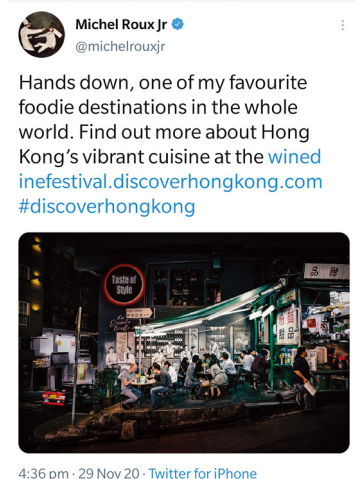 Michel Roux Jr
@michelrouxjr
Hands down, one of my favourite
foodie destinations in the whole
world. Find out more about Hong
Kong's vibrant cuisine at the wined
inefestival.discoverhongkong.com
#discoverhongkong
Taste of
Style
4:36 pm · 29 Nov 20 · Twitter for iPhone